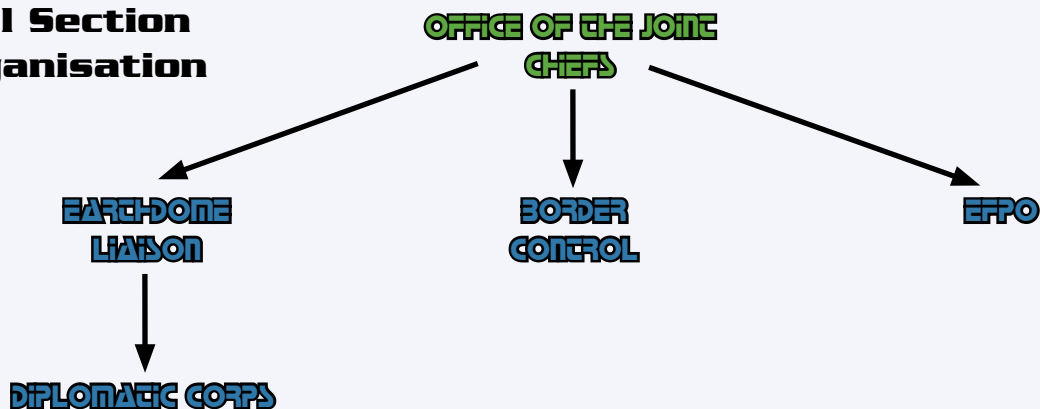 l Section
OFFICE OF THE JOINT
anisation
CHIEFS
EARTHDOME
LIAISON
BORDER
CONTROL
EFPO
DIPLOMATIC CORPS